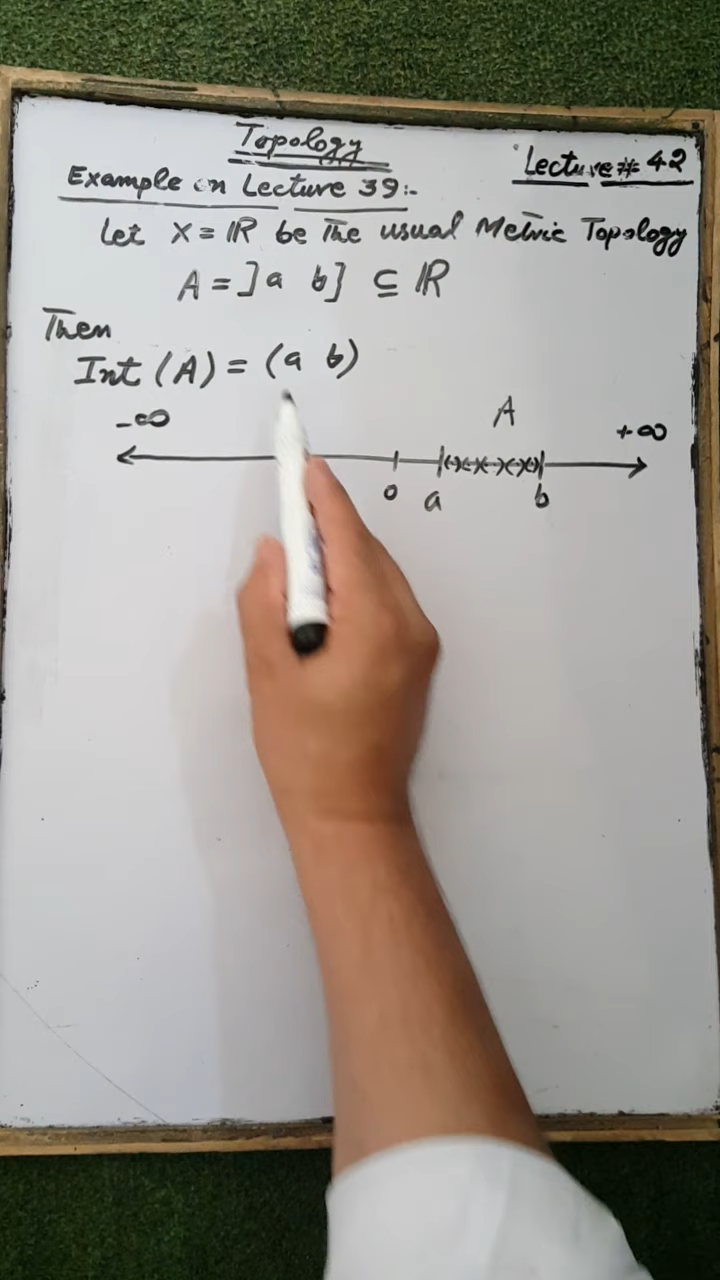 Topology
Lecture # 42
Example on Lecture 39:-
Let X = ℝ be the usual Metric Topology
A = ]a b] ⊆ ℝ
Then
Int (A) = (a b)
-∞ A +∞
0 a b